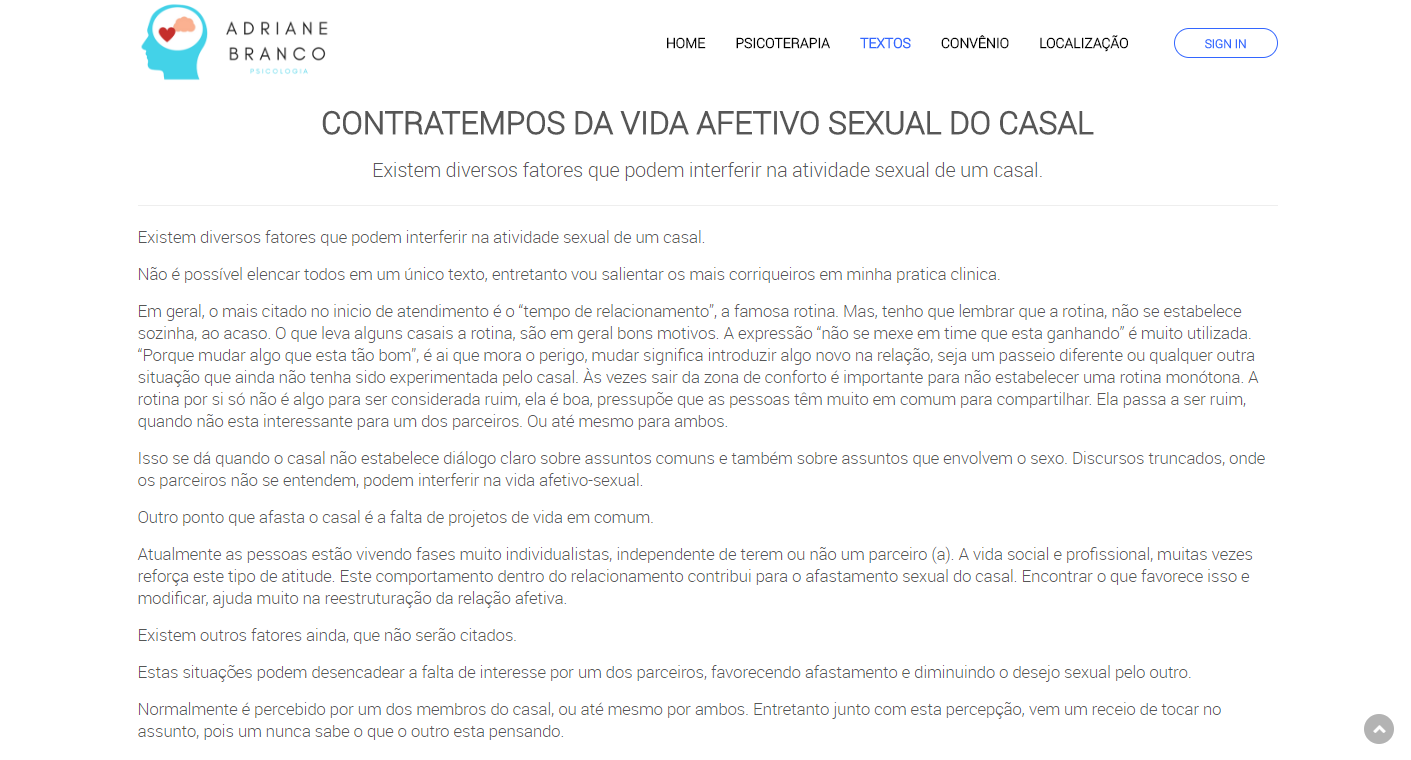 ADRIANE
BRANCO
PSICOLOGIA
HOME PSICOTERAPIA TEXTOS CONVÊNIO LOCALIZAÇÃO SIGN IN
CONTRATEMPOS DA VIDA AFETIVO SEXUAL DO CASAL
Existem diversos fatores que podem interferir na atividade sexual de um casal.
Existem diversos fatores que podem interferir na atividade sexual de um casal.
Não é possível elencar todos em um único texto, entretanto vou salientar os mais corriqueiros em minha pratica clinica.
Em geral, o mais citado no inicio de atendimento é o “tempo de relacionamento”, a famosa rotina. Mas, tenho que lembrar que a rotina, não se estabelece
sozinha, ao acaso. O que leva alguns casais a rotina, são em geral bons motivos. A expressão “não se mexe em time que esta ganhando” é muito utilizada.
“Porque mudar algo que esta tão bom”, é ai que mora o perigo, mudar significa introduzir algo novo na relação, seja um passeio diferente ou qualquer outra
situação que ainda não tenha sido experimentada pelo casal. Às vezes sair da zona de conforto é importante para não estabelecer uma rotina monótona. A
rotina por si só não é algo para ser considerada ruim, ela é boa, pressupõe que as pessoas têm muito em comum para compartilhar. Ela passa a ser ruim,
quando não esta interessante para um dos parceiros. Ou até mesmo para ambos.
Isso se dá quando o casal não estabelece diálogo claro sobre assuntos comuns e também sobre assuntos que envolvem o sexo. Discursos truncados, onde
os parceiros não se entendem, podem interferir na vida afetivo-sexual.
Outro ponto que afasta o casal é a falta de projetos de vida em comum.
Atualmente as pessoas estão vivendo fases muito individualistas, independente de terem ou não um parceiro (a). A vida social e profissional, muitas vezes
reforça este tipo de atitude. Este comportamento dentro do relacionamento contribui para o afastamento sexual do casal. Encontrar o que favorece isso e
modificar, ajuda muito na reestruturação da relação afetiva.
Existem outros fatores ainda, que não serão citados.
Estas situações podem desencadear a falta de interesse por um dos parceiros, favorecendo afastamento e diminuindo o desejo sexual pelo outro.
Normalmente é percebido por um dos membros do casal, ou até mesmo por ambos. Entretanto junto com esta percepção, vem um receio de tocar no
assunto, pois um nunca sabe o que o outro esta pensando.